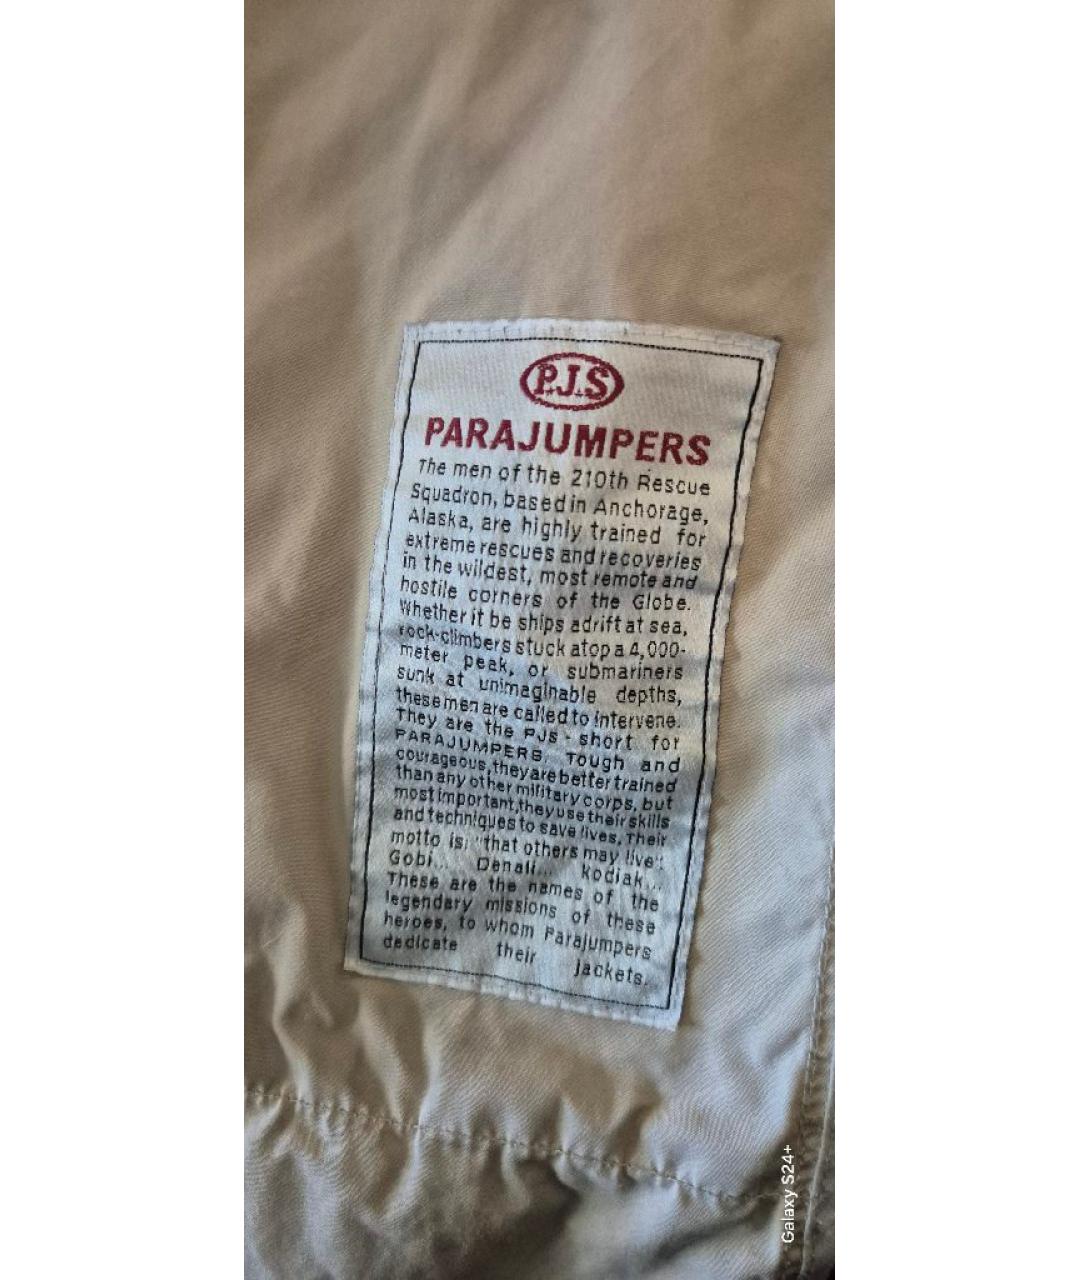 P.J.S
PARAJUMPERS
The men of the 210th Rescue
Squadron, based in Anchorage,
Alaska, are highly trained for
extreme rescues and recoveries
in the wildest, most remote and
hostile corners of the Globe.
Whether it be ships adrift at sea,
rock-climbers stuck atop a 4,000-
meter peak, or submariners
sunk at unimaginable depths,
these men are called to intervene.
They are the PJS - short for
PARAJUMPERS. Tough and
courageous, they are better trained
than any other military corps, but
most important, they use their skills
and techniques to save lives. Their
motto is: "that others may live".
Gobi... Denali... Kodiak...
These are the names of the
legendary missions of these
heroes, to whom Parajumpers
dedicate their jackets.
Galaxy S24+